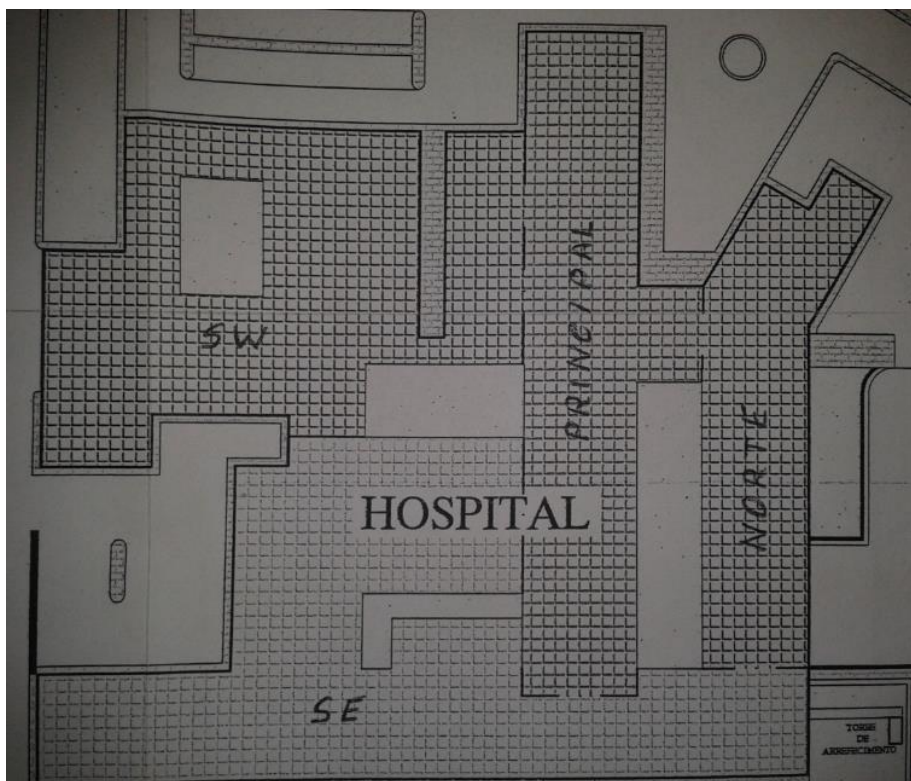 PRINCIPAL
SW
HOSPITAL
NORTE
SE
TORRE
DE
ARREFECIMENTO